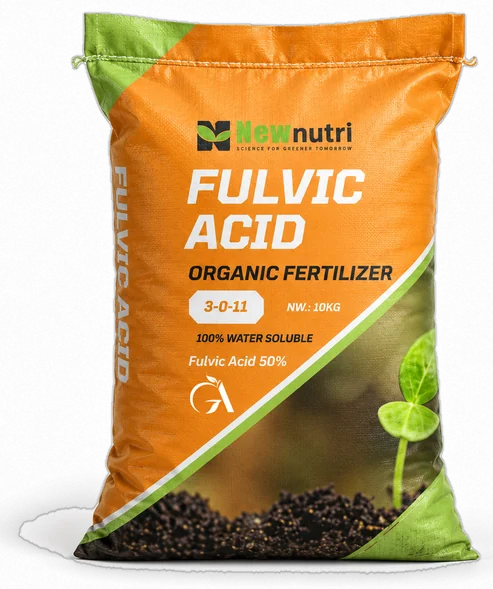 Newnutri
SCIENCE FOR GREENER TOMORROW
FULVIC
ACID
ORGANIC FERTILIZER
3-0-11
NW.: 10KG
100% WATER SOLUBLE
Fulvic Acid 50%
GA
FULVIC ACID